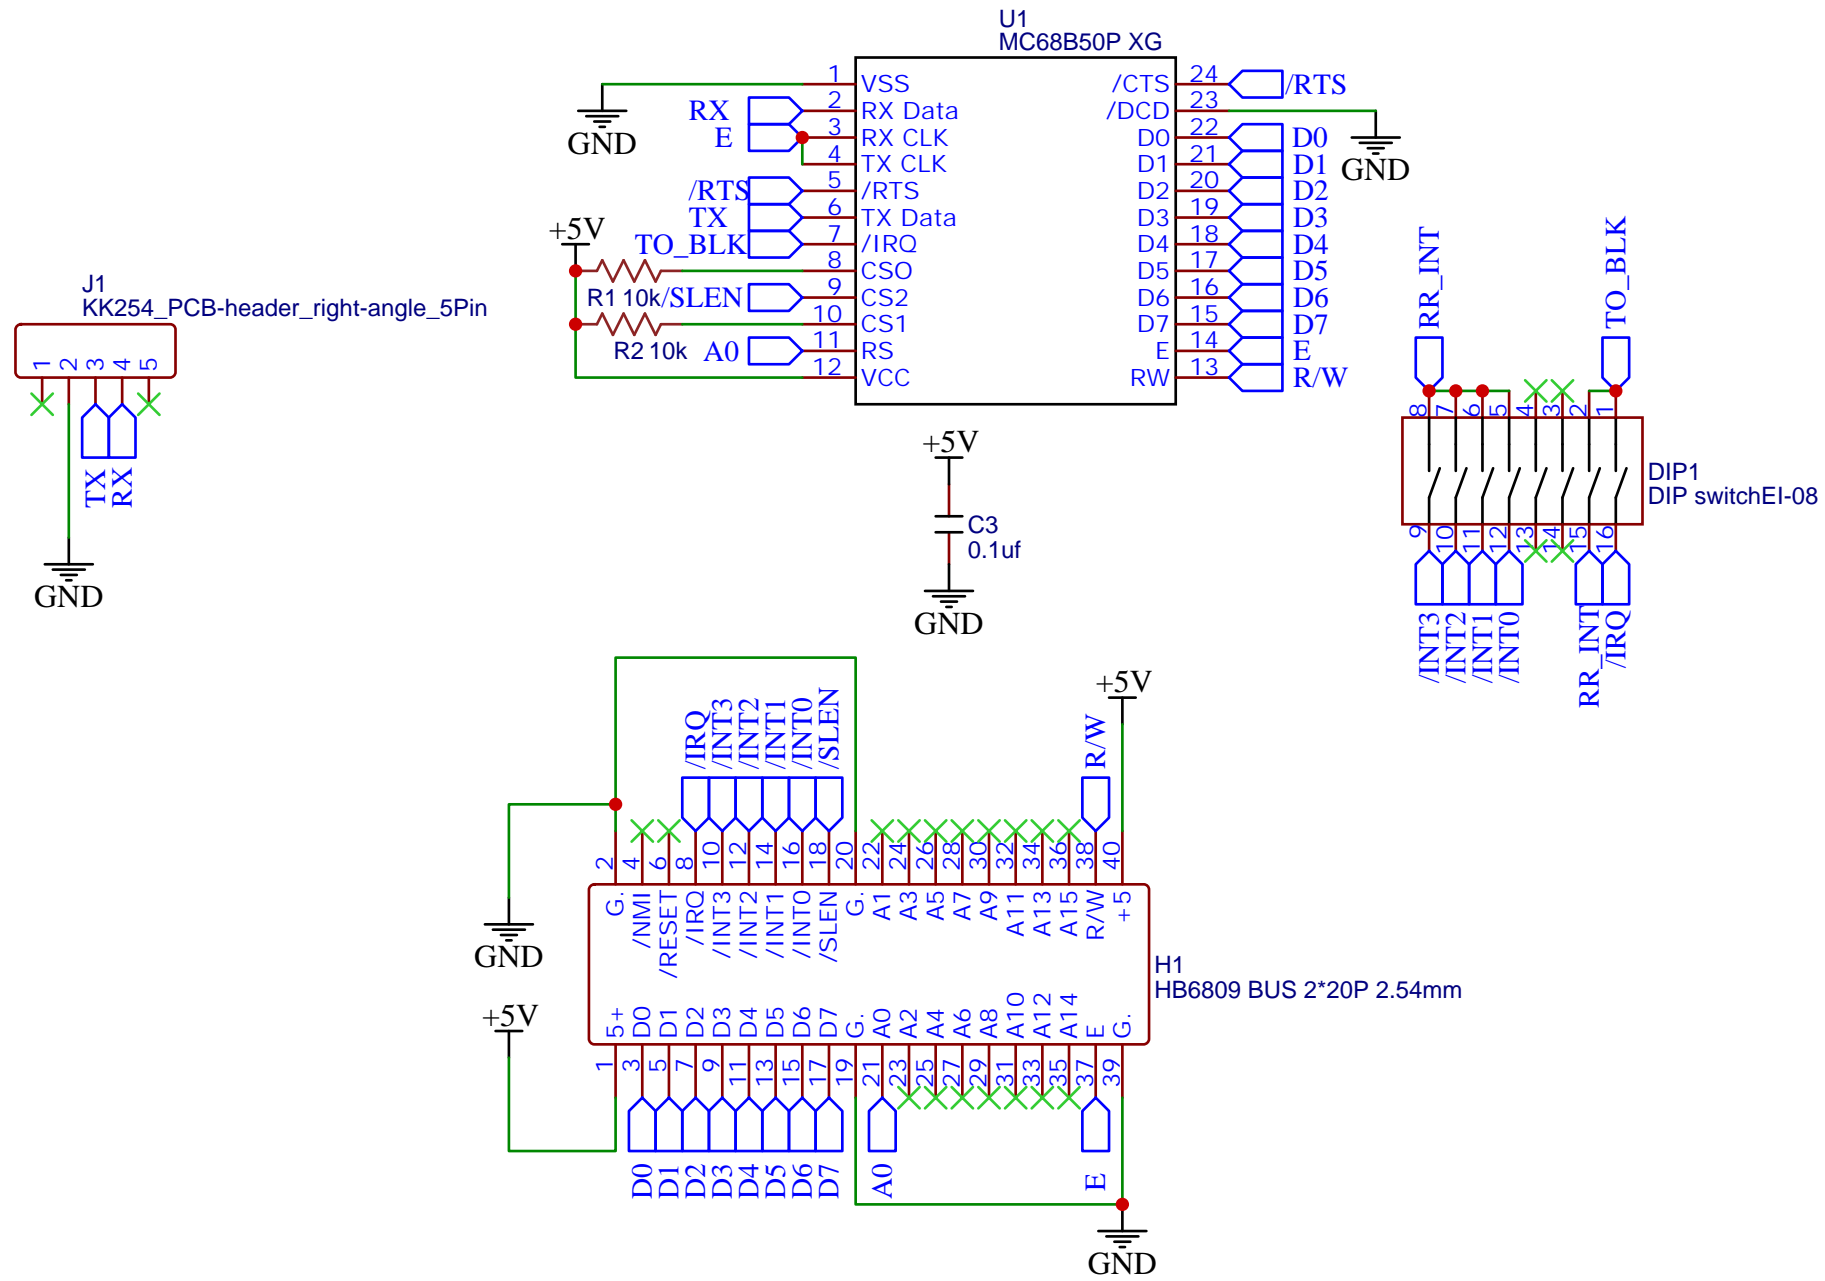 U1
MC68B50P XG
1 VSS
2 RX Data
3 RX CLK
4 TX CLK
5 /RTS
6 TX Data
7 /IRQ
8 CSO
9 CS2
10 CS1
11 RS
12 VCC
/CTS 24 /RTS
/DCD 23
D0 22 D0
D1 21 D1
D2 20 D2
D3 19 D3
D4 18 D4
D5 17 D5
D6 16 D6
D7 15 D7
E 14 E
RW 13 R/W
GND
RX
E
/RTS
TX
TO_BLK
+5V
R1 10k
/SLEN
R2 10k
A0
GND
J1
KK254_PCB-header_right-angle_5Pin
1 2 3 4 5
TX
RX
GND
+5V
C3
0.1uf
GND
RR_INT
TO_BLK
8 7 6 5 4 3 2 1
DIP1
DIP switchEI-08
9 10 11 12 13 14 15 16
/INT3
/INT2
/INT1
/INT0
RR_INT
/IRQ
/IRQ
/INT3
/INT2
/INT1
/INT0
/SLEN
R/W
+5V
2 4 6 8 10 12 14 16 18 20 22 24 26 28 30 32 34 36 38 40
G. /NMI /RESET /IRQ /INT3 /INT2 /INT1 /INT0 /SLEN G. A1 A3 A5 A7 A9 A11 A13 A15 R/W +5
GND
H1
HB6809 BUS 2*20P 2.54mm
+5V
5+ D0 D1 D2 D3 D4 D5 D6 D7 G. A0 A2 A4 A6 A8 A10 A12 A14 E G.
1 3 5 7 9 11 13 15 17 19 21 23 25 27 29 31 33 35 37 39
D0
D1
D2
D3
D4
D5
D6
D7
A0
E
GND